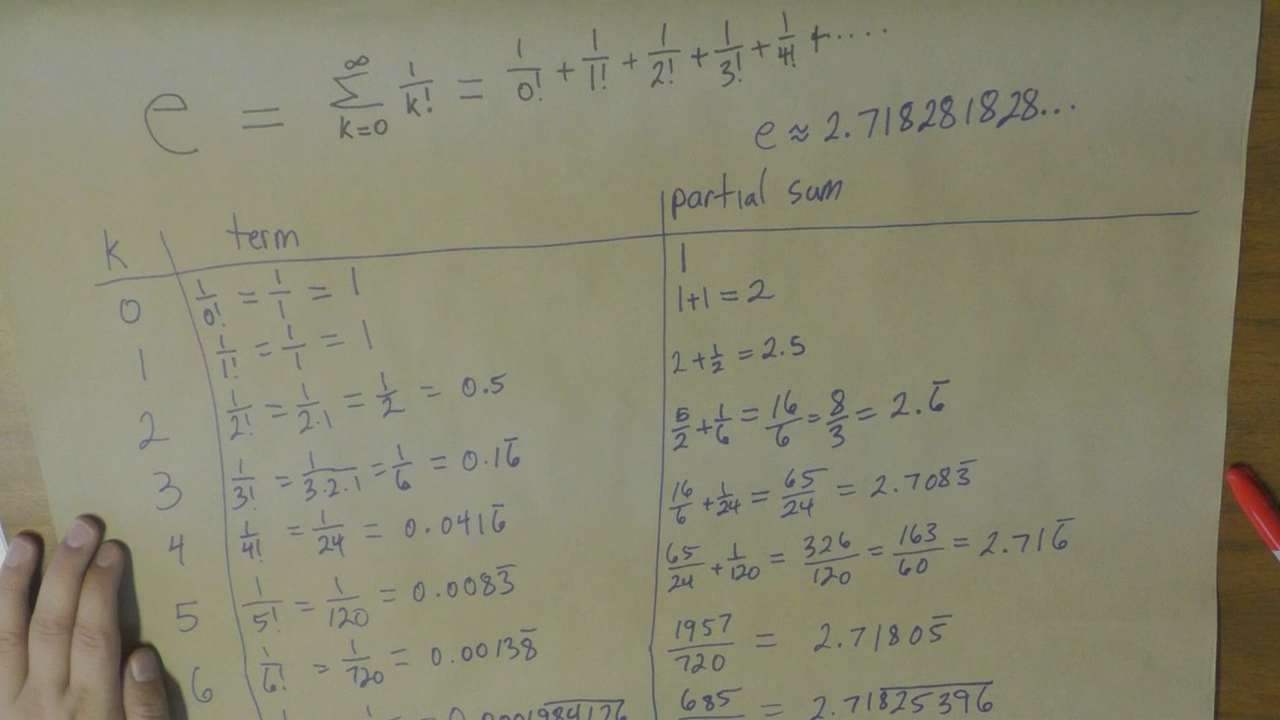 e = ∑_{k=0}^{∞} 1/k! = 1/0! + 1/1! + 1/2! + 1/3! + 1/4! + ....
e ≈ 2.718281828...
k term partial sum
0 1/0! = 1/1 = 1 1
1 1/1! = 1/1 = 1 1+1 = 2
2 1/2! = 1/2·1 = 1/2 = 0.5 2 + 1/2 = 2.5
3 1/3! = 1/3·2·1 = 1/6 = 0.16̅ 5/2 + 1/6 = 16/6 = 8/3 = 2.6̅
4 1/4! = 1/24 = 0.0416̅ 16/6 + 1/24 = 65/24 = 2.7083̅
5 1/5! = 1/120 = 0.0083̅ 65/24 + 1/120 = 326/120 = 163/60 = 2.716̅
6 1/6! = 1/720 = 0.00138̅ 1957/720 = 2.71805̅
685 = 2.718̅2̅5̅3̅9̅6̅